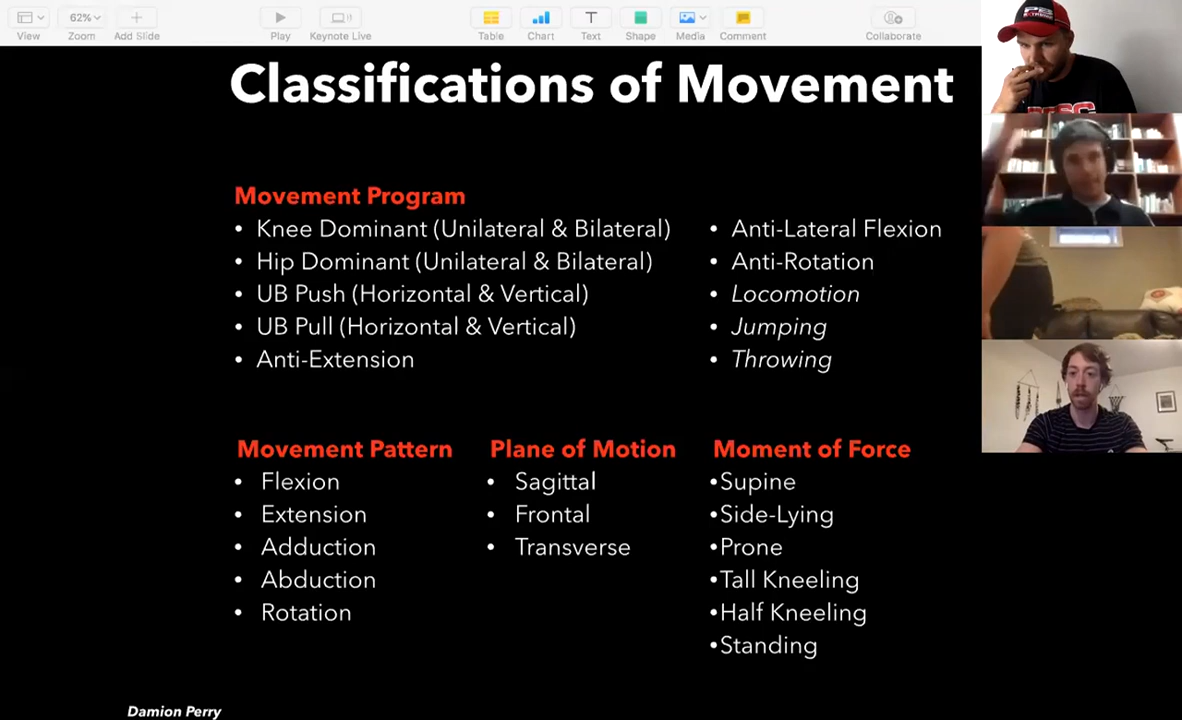 View
62%
Zoom
Add Slide
Play
Keynote Live
Table
Chart
Text
Shape
Media
Comment
Collaborate
Classifications of Movement
Movement Program
• Knee Dominant (Unilateral & Bilateral)
• Hip Dominant (Unilateral & Bilateral)
• UB Push (Horizontal & Vertical)
• UB Pull (Horizontal & Vertical)
• Anti-Extension
• Anti-Lateral Flexion
• Anti-Rotation
• Locomotion
• Jumping
• Throwing
Movement Pattern
• Flexion
• Extension
• Adduction
• Abduction
• Rotation
Plane of Motion
• Sagittal
• Frontal
• Transverse
Moment of Force
•Supine
•Side-Lying
•Prone
•Tall Kneeling
•Half Kneeling
•Standing
Damion Perry